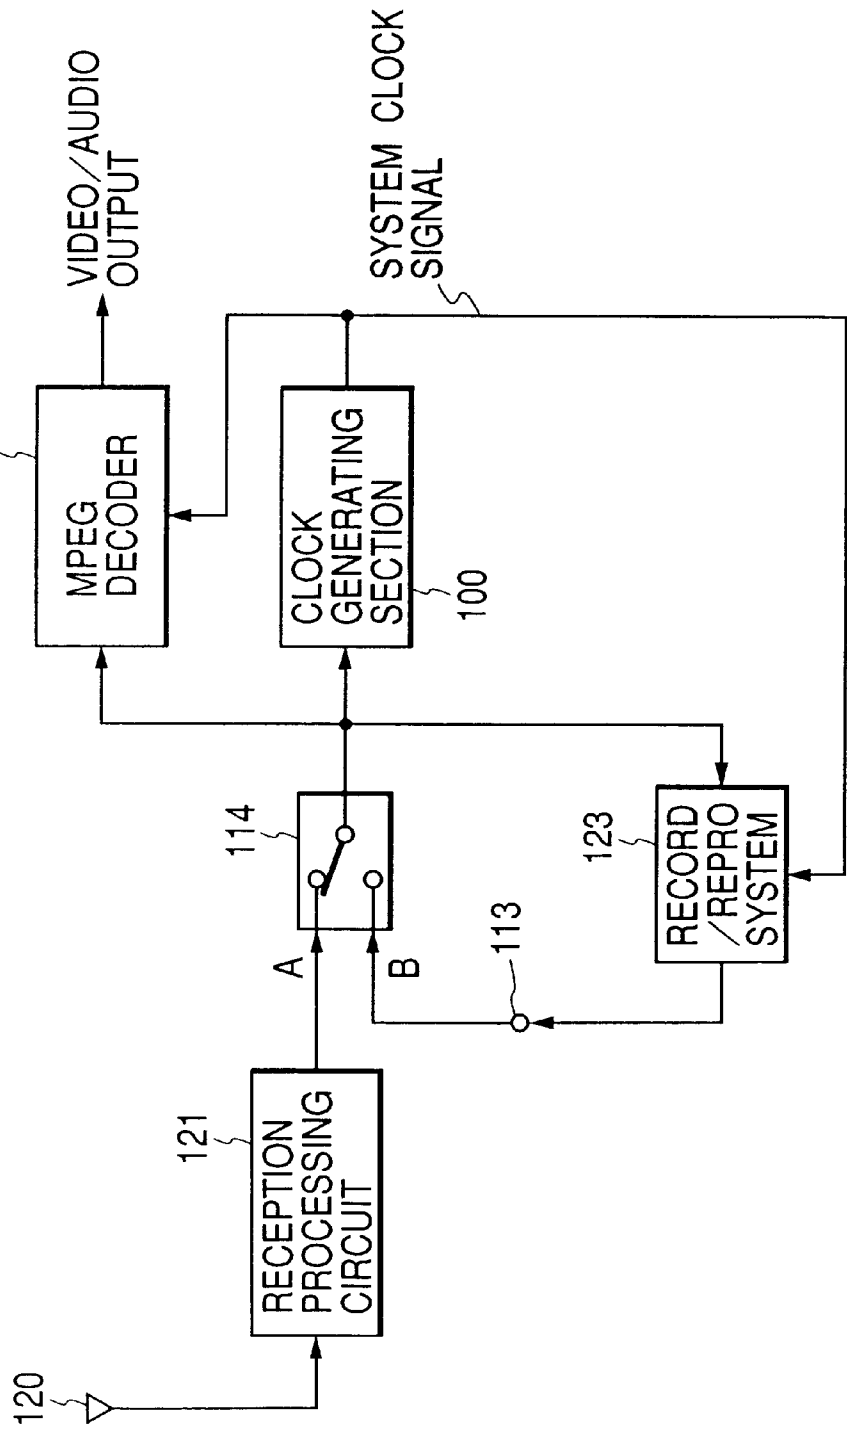 120
121
RECEPTION
PROCESSING
CIRCUIT
A
B
113
114
123
RECORD
/REPRO
SYSTEM
MPEG
DECODER
CLOCK
GENERATING
SECTION
100
VIDEO/AUDIO
OUTPUT
SYSTEM CLOCK
SIGNAL